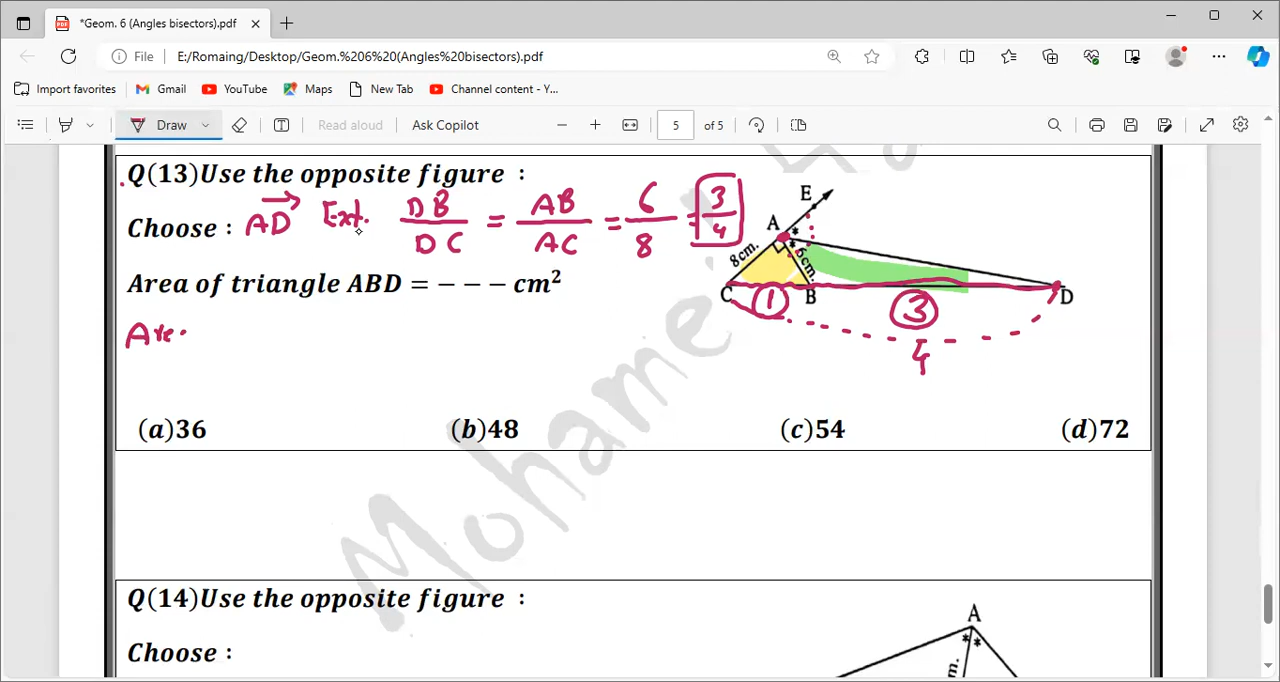 *Geom. 6 (Angles bisectors).pdf
File E:/Romaing/Desktop/Geom.%206%20(Angles%20bisectors).pdf
Import favorites Gmail YouTube Maps New Tab Channel content - Y...
Draw Read aloud Ask Copilot 5 of 5
Q(13)Use the opposite figure :
Choose : AD Ext. DB/DC = AB/AC = 6/8 = 3/4
Area of triangle ABD = − − − cm²
Are
E
A
*
*
8cm.
6cm.
C B D
1 3
4
(a)36 (b)48 (c)54 (d)72
Mohame
Q(14)Use the opposite figure :
Choose :
A
* *
m.